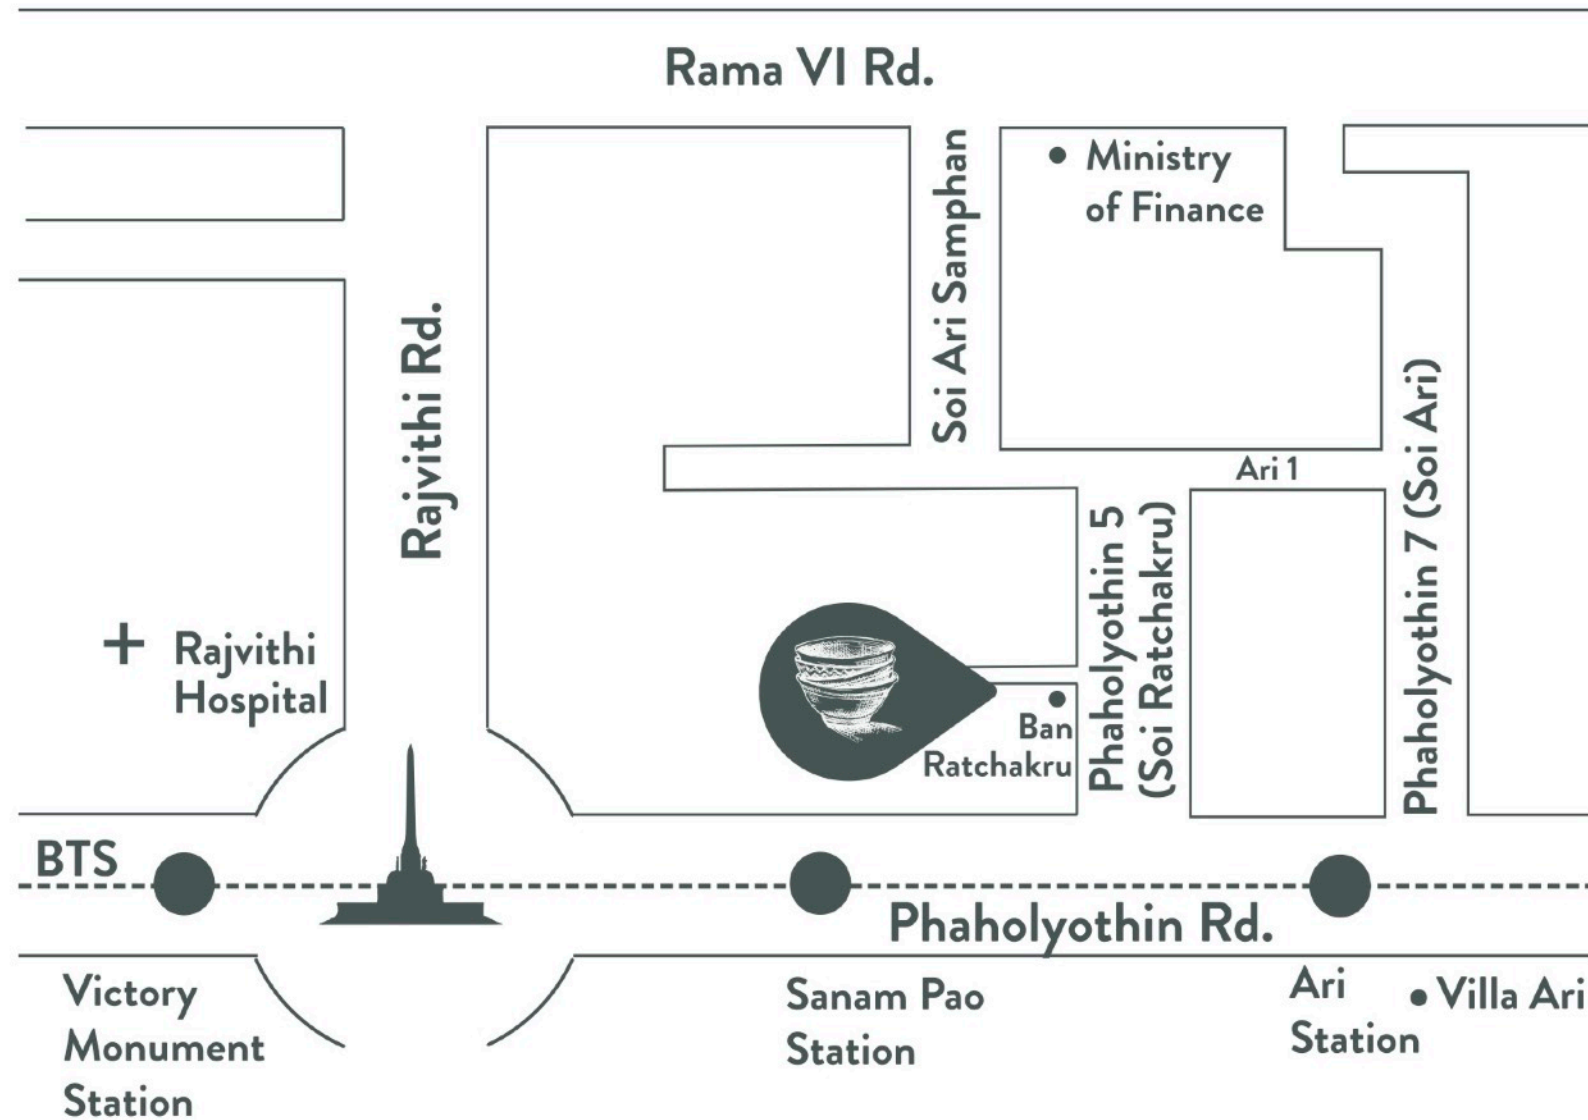 Rama VI Rd.
Soi Ari Samphan
Ministry
of Finance
Rajvithi Rd.
Ari 1
Phaholyothin 5
(Soi Ratchakru)
Phaholyothin 7 (Soi Ari)
Rajvithi
Hospital
Ban
Ratchakru
BTS
Phaholyothin Rd.
Victory
Monument
Station
Sanam Pao
Station
Ari
Station
Villa Ari